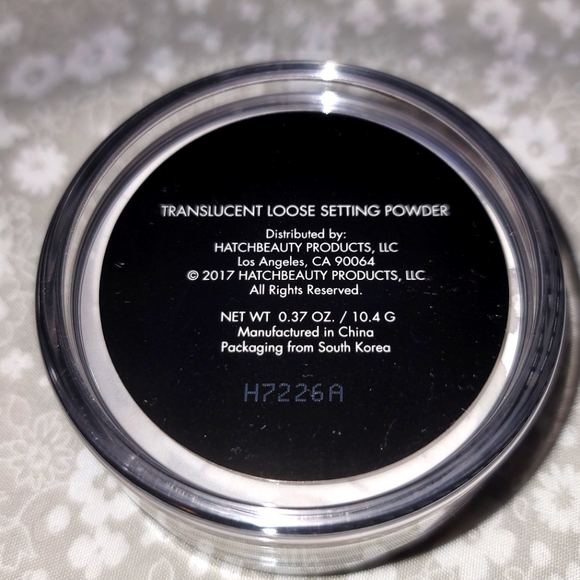 TRANSLUCENT LOOSE SETTING POWDER
Distributed by:
HATCHBEAUTY PRODUCTS, LLC
Los Angeles, CA 90064
© 2017 HATCHBEAUTY PRODUCTS, LLC
All Rights Reserved.
NET WT 0.37 OZ. / 10.4 G
Manufactured in China
Packaging from South Korea
H7226A